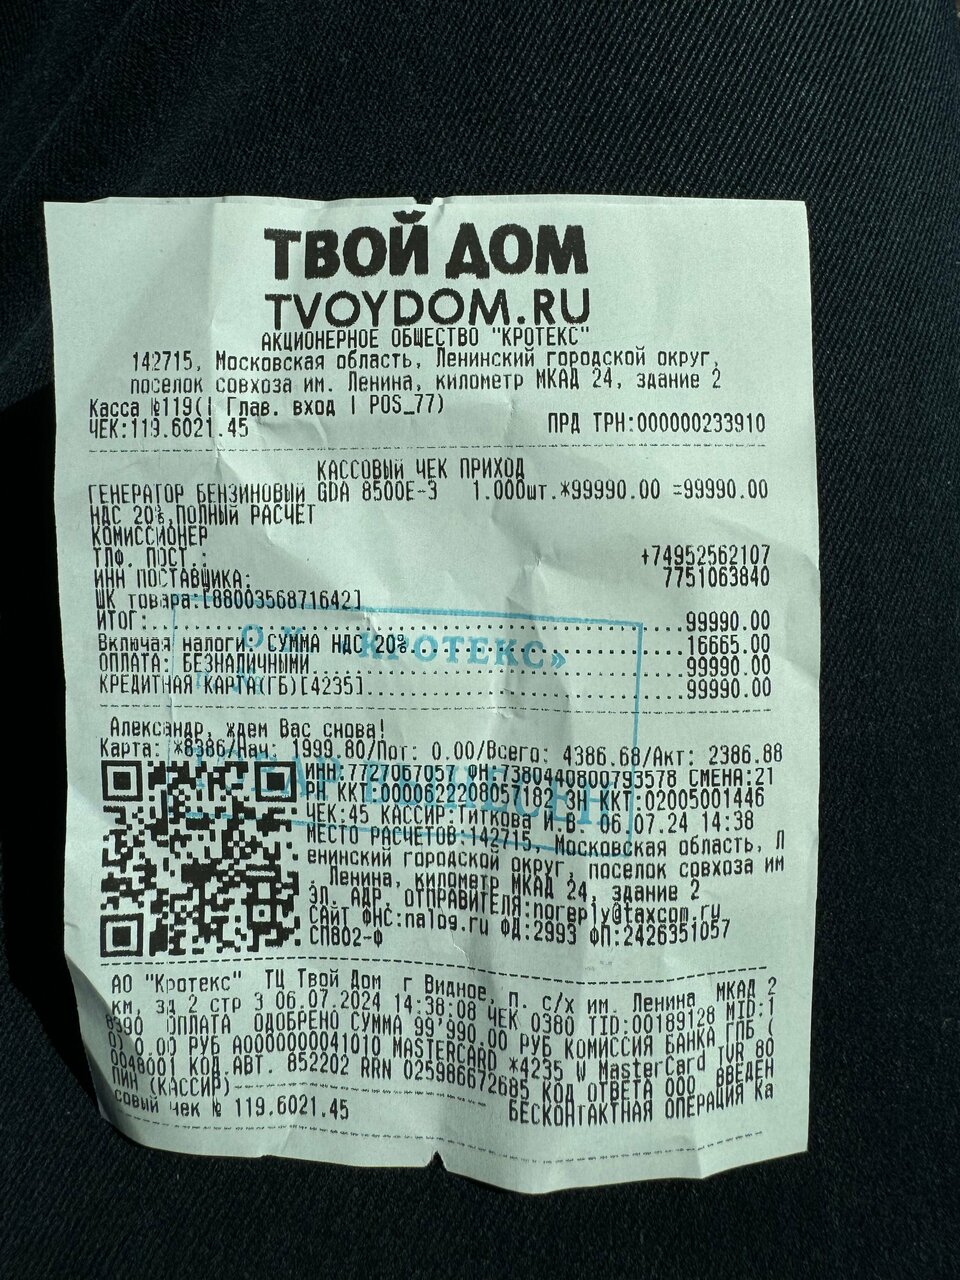 ТВОЙ ДОМ
TVOYDOM.RU
АКЦИОНЕРНОЕ ОБЩЕСТВО "КРОТЕКС"
142715, Московская область, Ленинский городской округ,
поселок совхоза им. Ленина, километр МКАД 24, здание 2
Касса №119(| Глав. вход | POS_77)
ЧЕК:119.6021.45 ПРД ТРН:000000233910
КАССОВЫЙ ЧЕК ПРИХОД
ГЕНЕРАТОР БЕНЗИНОВЫЙ GDA 8500E-3 1.000шт.*99990.00 =99990.00
НДС 20%,ПОЛНЫЙ РАСЧЕТ
КОМИССИОНЕР
ТЛФ. ПОСТ.: +74952562107
ИНН ПОСТАВЩИКА: 7751063840
ШК товара:[8800356871642]
ИТОГ: 99990.00
Включая налоги: СУММА НДС 20% 16665.00
ОПЛАТА: БЕЗНАЛИЧНЫМИ 99990.00
КРЕДИТНАЯ КАРТА(ГБ)[4235] 99990.00
«КРОТЕКС»
Александр, ждем Вас снова!
Карта: *8386/Нач: 1999.80/Пот: 0.00/Всего: 4386.68/Акт: 2386.88
ИНН:7727067057 ФН:7380440800793578 СМЕНА:21
РН ККТ:0000622208057182 ЗН ККТ:02005001446
ЧЕК:45 КАССИР:Титкова И.В. 06.07.24 14:38
МЕСТО РАСЧЕТОВ:142715, Московская область, Л
енинский городской округ, поселок совхоза им
. Ленина, километр МКАД 24, здание 2
ЭЛ. АДР. ОТПРАВИТЕЛЯ:noreply@taxcom.ru
САЙТ ФНС:nalog.ru ФД:2993 ФП:2426351057
СП802-Ф
АО "Кротекс" ТЦ Твой Дом г Видное, п. с/х им. Ленина, МКАД 2
км, зд 2 стр 3 06.07.2024 14:38:08 ЧЕК 0380 TID:00189128 MID:1
8390 ОПЛАТА ОДОБРЕНО СУММА 99'990.00 РУБ КОМИССИЯ БАНКА ГПБ (
0) 0.00 РУБ A0000000041010 MASTERCARD *4235 W MasterCard TVR 80
0048001 КОД АВТ. 852202 RRN 025986672685 КОД ОТВЕТА 000 ВВЕДЕН
ПИН (КАССИР) БЕСКОНТАКТНАЯ ОПЕРАЦИЯ Ка
совый чек № 119.6021.45